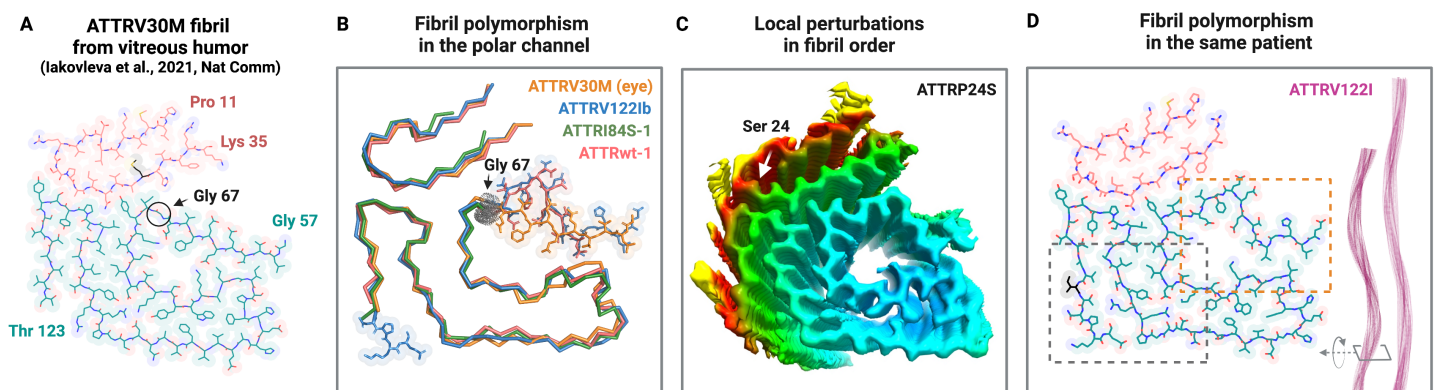 A
ATTRV30M fibril
from vitreous humor
(Iakovleva et al., 2021, Nat Comm)
Pro 11
Lys 35
Gly 67
Gly 57
Thr 123
B
Fibril polymorphism
in the polar channel
ATTRV30M (eye)
ATTRV122Ib
ATTRI84S-1
ATTRwt-1
Gly 67
C
Local perturbations
in fibril order
ATTRP24S
Ser 24
D
Fibril polymorphism
in the same patient
ATTRV122I